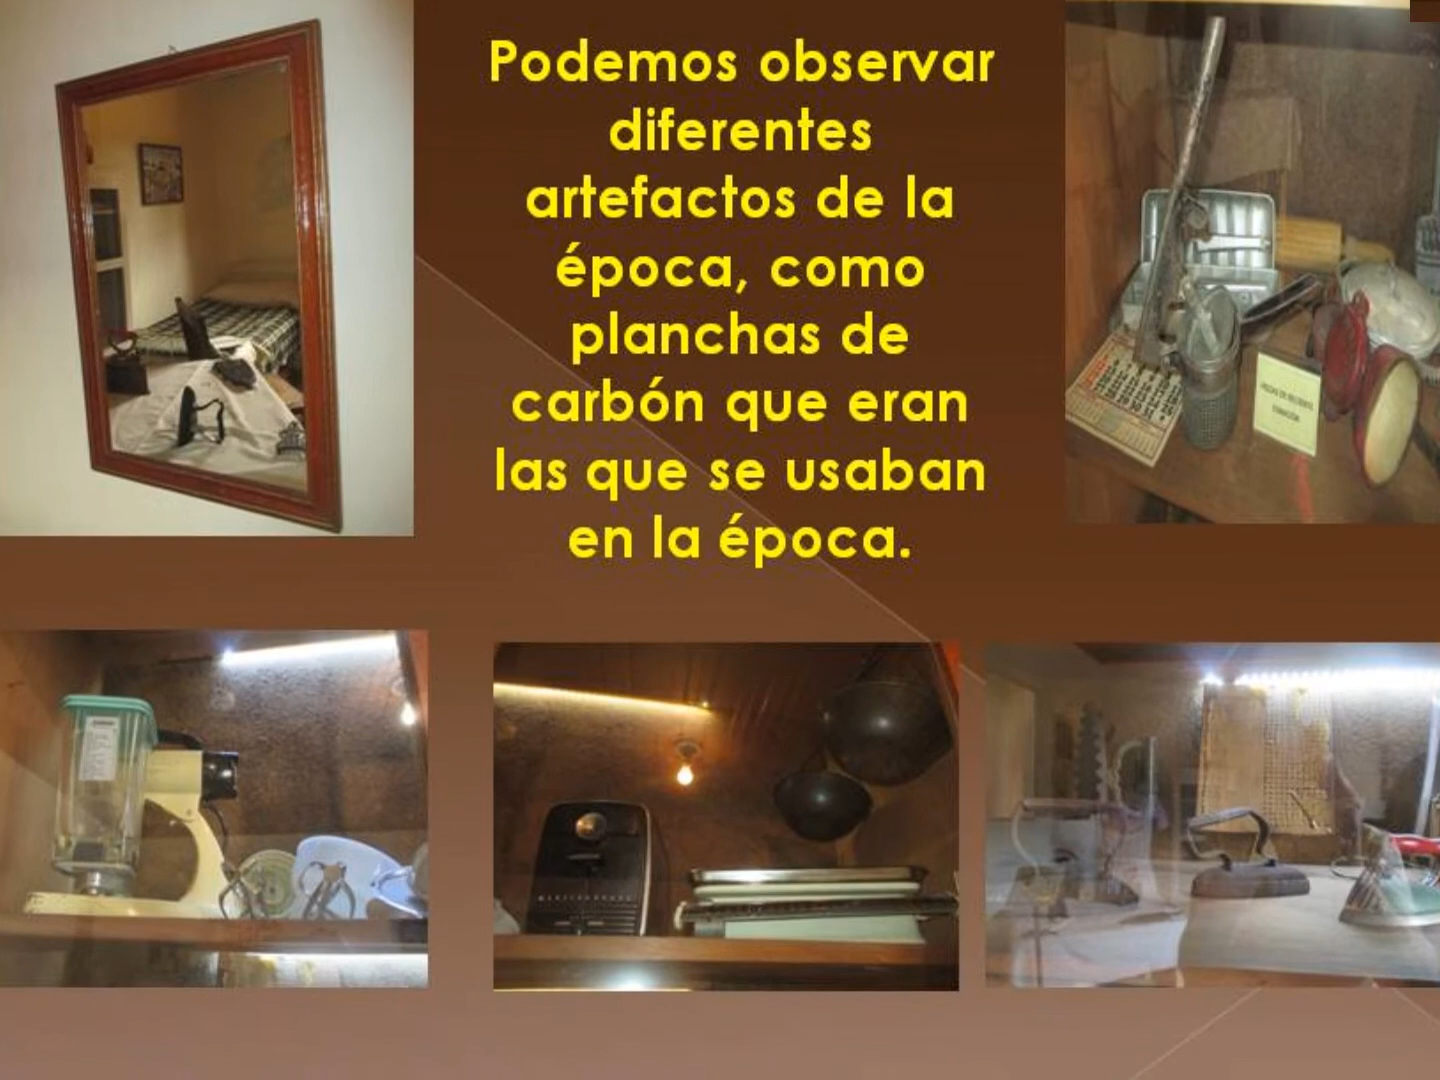 Podemos observar
diferentes
artefactos de la
época, como
planchas de
carbón que eran
las que se usaban
en la época.